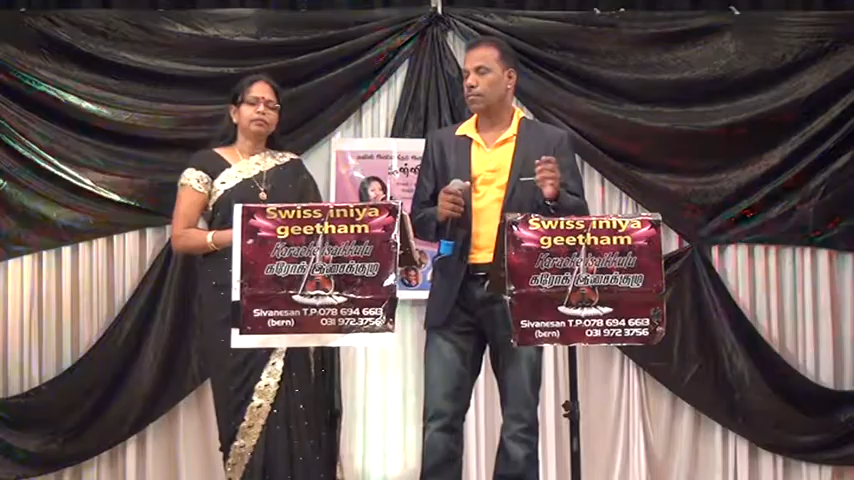 Swiss iniya
geetham
Karaoke isaikkulu
கரோக் இசைக்குழு
Sivanesan T.P 078 694 6613
(bern) 031 972 3756
Swiss iniya
geetham
Karaoke isaikkulu
கரோக் இசைக்குழு
Sivanesan T.P 078 694 6613
(bern) 031 972 3756